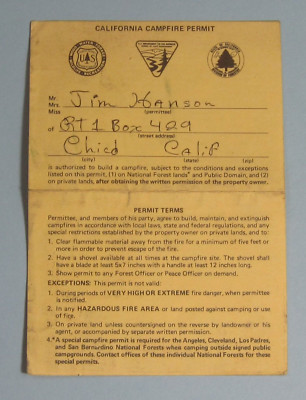 CALIFORNIA CAMPFIRE PERMIT
U S
Mr.
Mrs. Jim Hanson
Miss (permittee)
of RT 1 Box 429
(street address)
Chico Calif
(city) (state) (zip)
is authorized to build a campfire, subject to the conditions and exceptions
listed on this permit, (1) on National Forest lands* and Public Domain, and (2)
on private lands, after obtaining the written permission of the property owner.
PERMIT TERMS
Permittee, and members of his party, agree to build, maintain, and extinguish
campfires in accordance with local laws, state and federal regulations, and any
special restrictions established by the property owner on private lands, and to:
1. Clear flammable material away from the fire for a minimum of five feet or
more in order to prevent escape of the fire.
2. Have a shovel available at all times at the campfire site. The shovel shall
have a blade at least 5x7 inches with a handle at least 12 inches long.
3. Show permit to any Forest Officer or Peace Officer on demand.
EXCEPTIONS: This permit is not valid:
1. During periods of VERY HIGH OR EXTREME fire danger, when permittee
is notified.
2. In any HAZARDOUS FIRE AREA or land posted against camping or use
of fire.
3. On private land unless countersigned on the reverse by landowner or his
agent, or accompanied by separate written permission.
4.* A special campfire permit is required for the Angeles, Cleveland, Los Padres,
and San Bernardino National Forests when camping outside signed public
campgrounds. Contact offices of these individual National Forests for these
special permits.